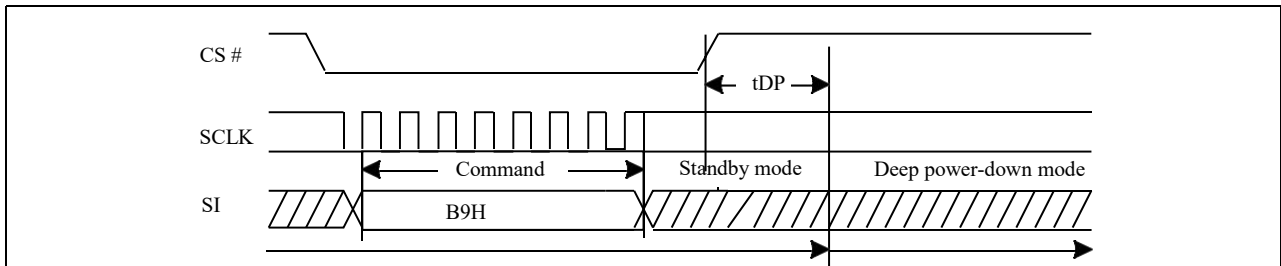 CS #
tDP
SCLK
Command Standby mode Deep power-down mode
SI
B9H